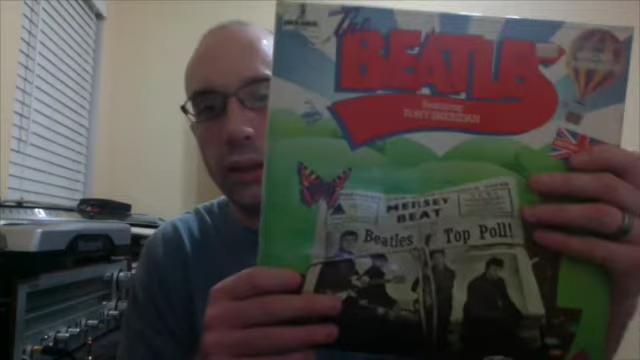 The
BEATLES
Featuring
TONY SHERIDAN
MERSEY
BEAT
Beatles Top Poll!